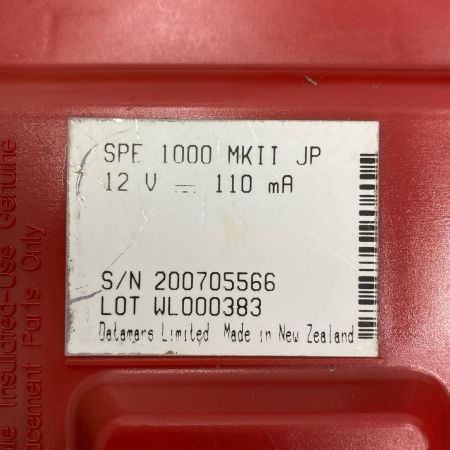 SPE 1000 MKII JP
12 V ⎓ 110 mA
S/N 200705566
LOT WL000383
Datamars Limited Made in New Zealand
Insulated-Use Genuine
Parts Only